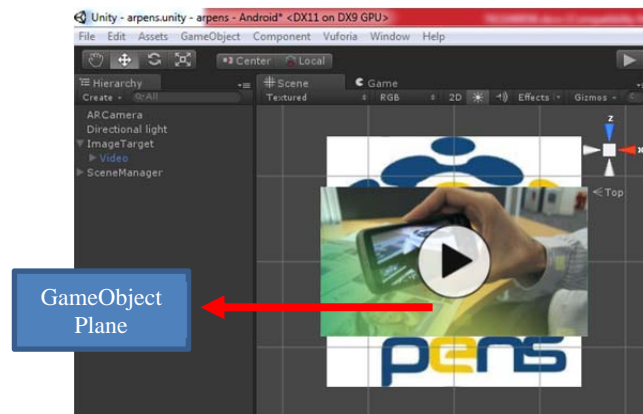 Unity - arpens.unity - arpens - Android* <DX11 on DX9 GPU>
File Edit Assets GameObject Component Vuforia Window Help
Center Local
Hierarchy
Scene
Game
Create
All
Textured
RGB
2D
Effects
Gizmos
ARCamera
Directional light
ImageTarget
Video
SceneManager
z
x
Top
GameObject
Plane
pens